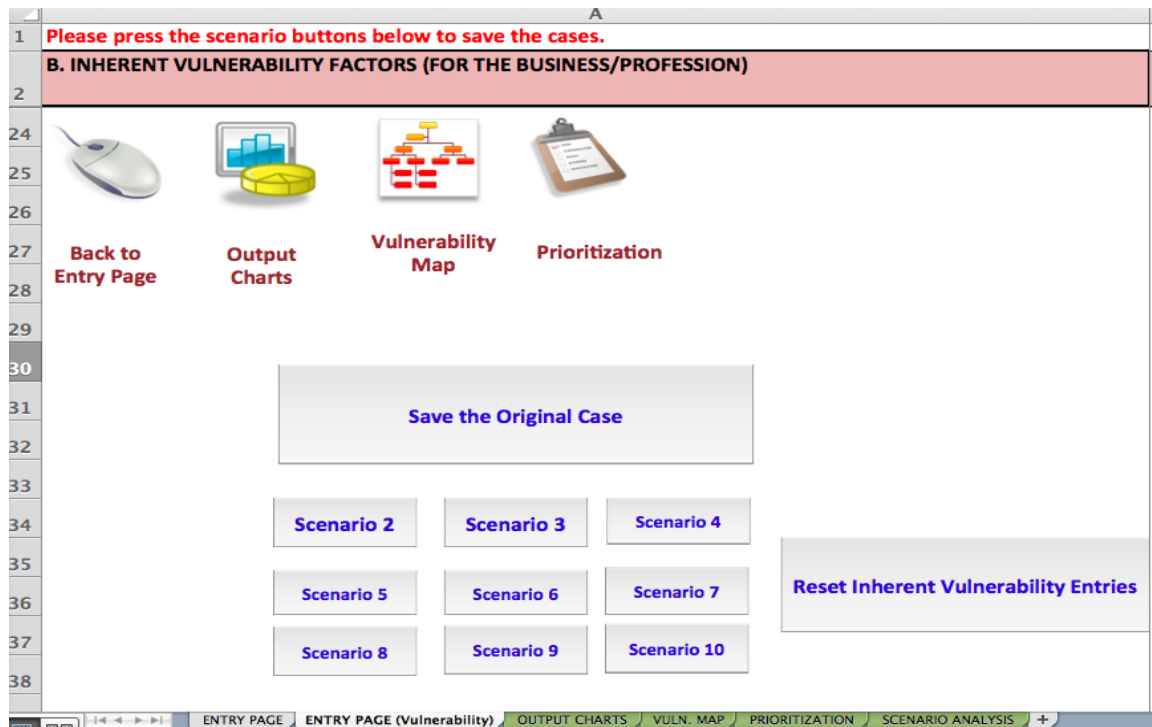 A
1 Please press the scenario buttons below to save the cases.
2 B. INHERENT VULNERABILITY FACTORS (FOR THE BUSINESS/PROFESSION)
24
25
26
27
28
29
30
31
32
33
34
35
36
37
38
Back to
Entry Page
Output
Charts
Vulnerability
Map
Prioritization
Save the Original Case
Scenario 2 Scenario 3 Scenario 4
Scenario 5 Scenario 6 Scenario 7
Scenario 8 Scenario 9 Scenario 10
Reset Inherent Vulnerability Entries
ENTRY PAGE ENTRY PAGE (Vulnerability) OUTPUT CHARTS VULN. MAP PRIORITIZATION SCENARIO ANALYSIS +